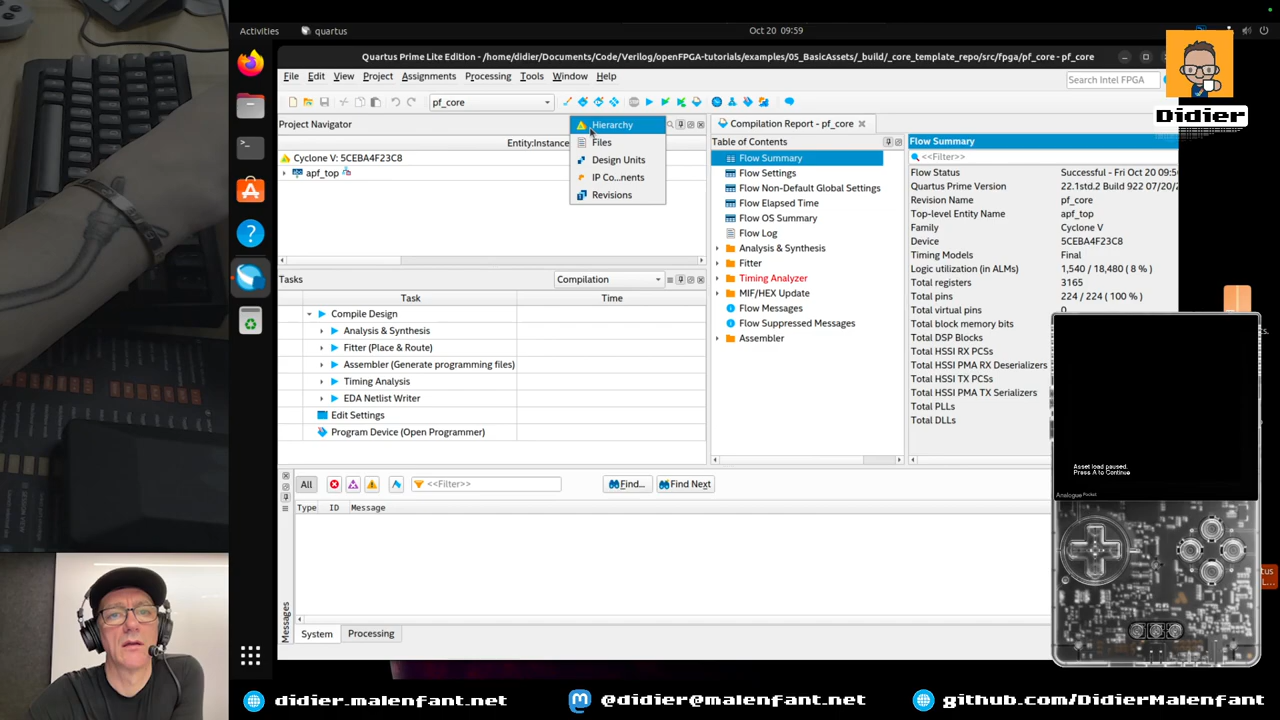 Activities
quartus
Oct 20 09:59
Quartus Prime Lite Edition - /home/didier/Documents/Code/Verilog/openFPGA-tutorials/examples/05_BasicAssets/_build/_core_template_repo/src/fpga/pf_core - pf_core
File Edit View Project Assignments Processing Tools Window Help
Search Intel FPGA
pf_core
Project Navigator
Hierarchy
Files
Design Units
IP Co...nents
Revisions
Entity:Instance
Cyclone V: 5CEBA4F23C8
apf_top
Tasks
Compilation
Task Time
Compile Design
Analysis & Synthesis
Fitter (Place & Route)
Assembler (Generate programming files)
Timing Analysis
EDA Netlist Writer
Edit Settings
Program Device (Open Programmer)
Compilation Report - pf_core
Table of Contents
Flow Summary
Flow Settings
Flow Non-Default Global Settings
Flow Elapsed Time
Flow OS Summary
Flow Log
Analysis & Synthesis
Fitter
Timing Analyzer
MIF/HEX Update
Flow Messages
Flow Suppressed Messages
Assembler
Flow Summary
<<Filter>>
Flow Status Successful - Fri Oct 20 09:5
Quartus Prime Version 22.1std.2 Build 922 07/20/
Revision Name pf_core
Top-level Entity Name apf_top
Family Cyclone V
Device 5CEBA4F23C8
Timing Models Final
Logic utilization (in ALMs) 1,540 / 18,480 ( 8 % )
Total registers 3165
Total pins 224 / 224 ( 100 % )
Total virtual pins 0
Total block memory bits
Total DSP Blocks
Total HSSI RX PCSs
Total HSSI PMA RX Deserializers
Total HSSI TX PCSs
Total HSSI PMA TX Serializers
Total PLLs
Total DLLs
All
<<Filter>>
Find...
Find Next
Type ID Message
Messages
System
Processing
Didier
Asset load paused.
Press A to Continue
Analogue Pocket
didier.malenfant.net
@didier@malenfant.net
github.com/DidierMalenfant